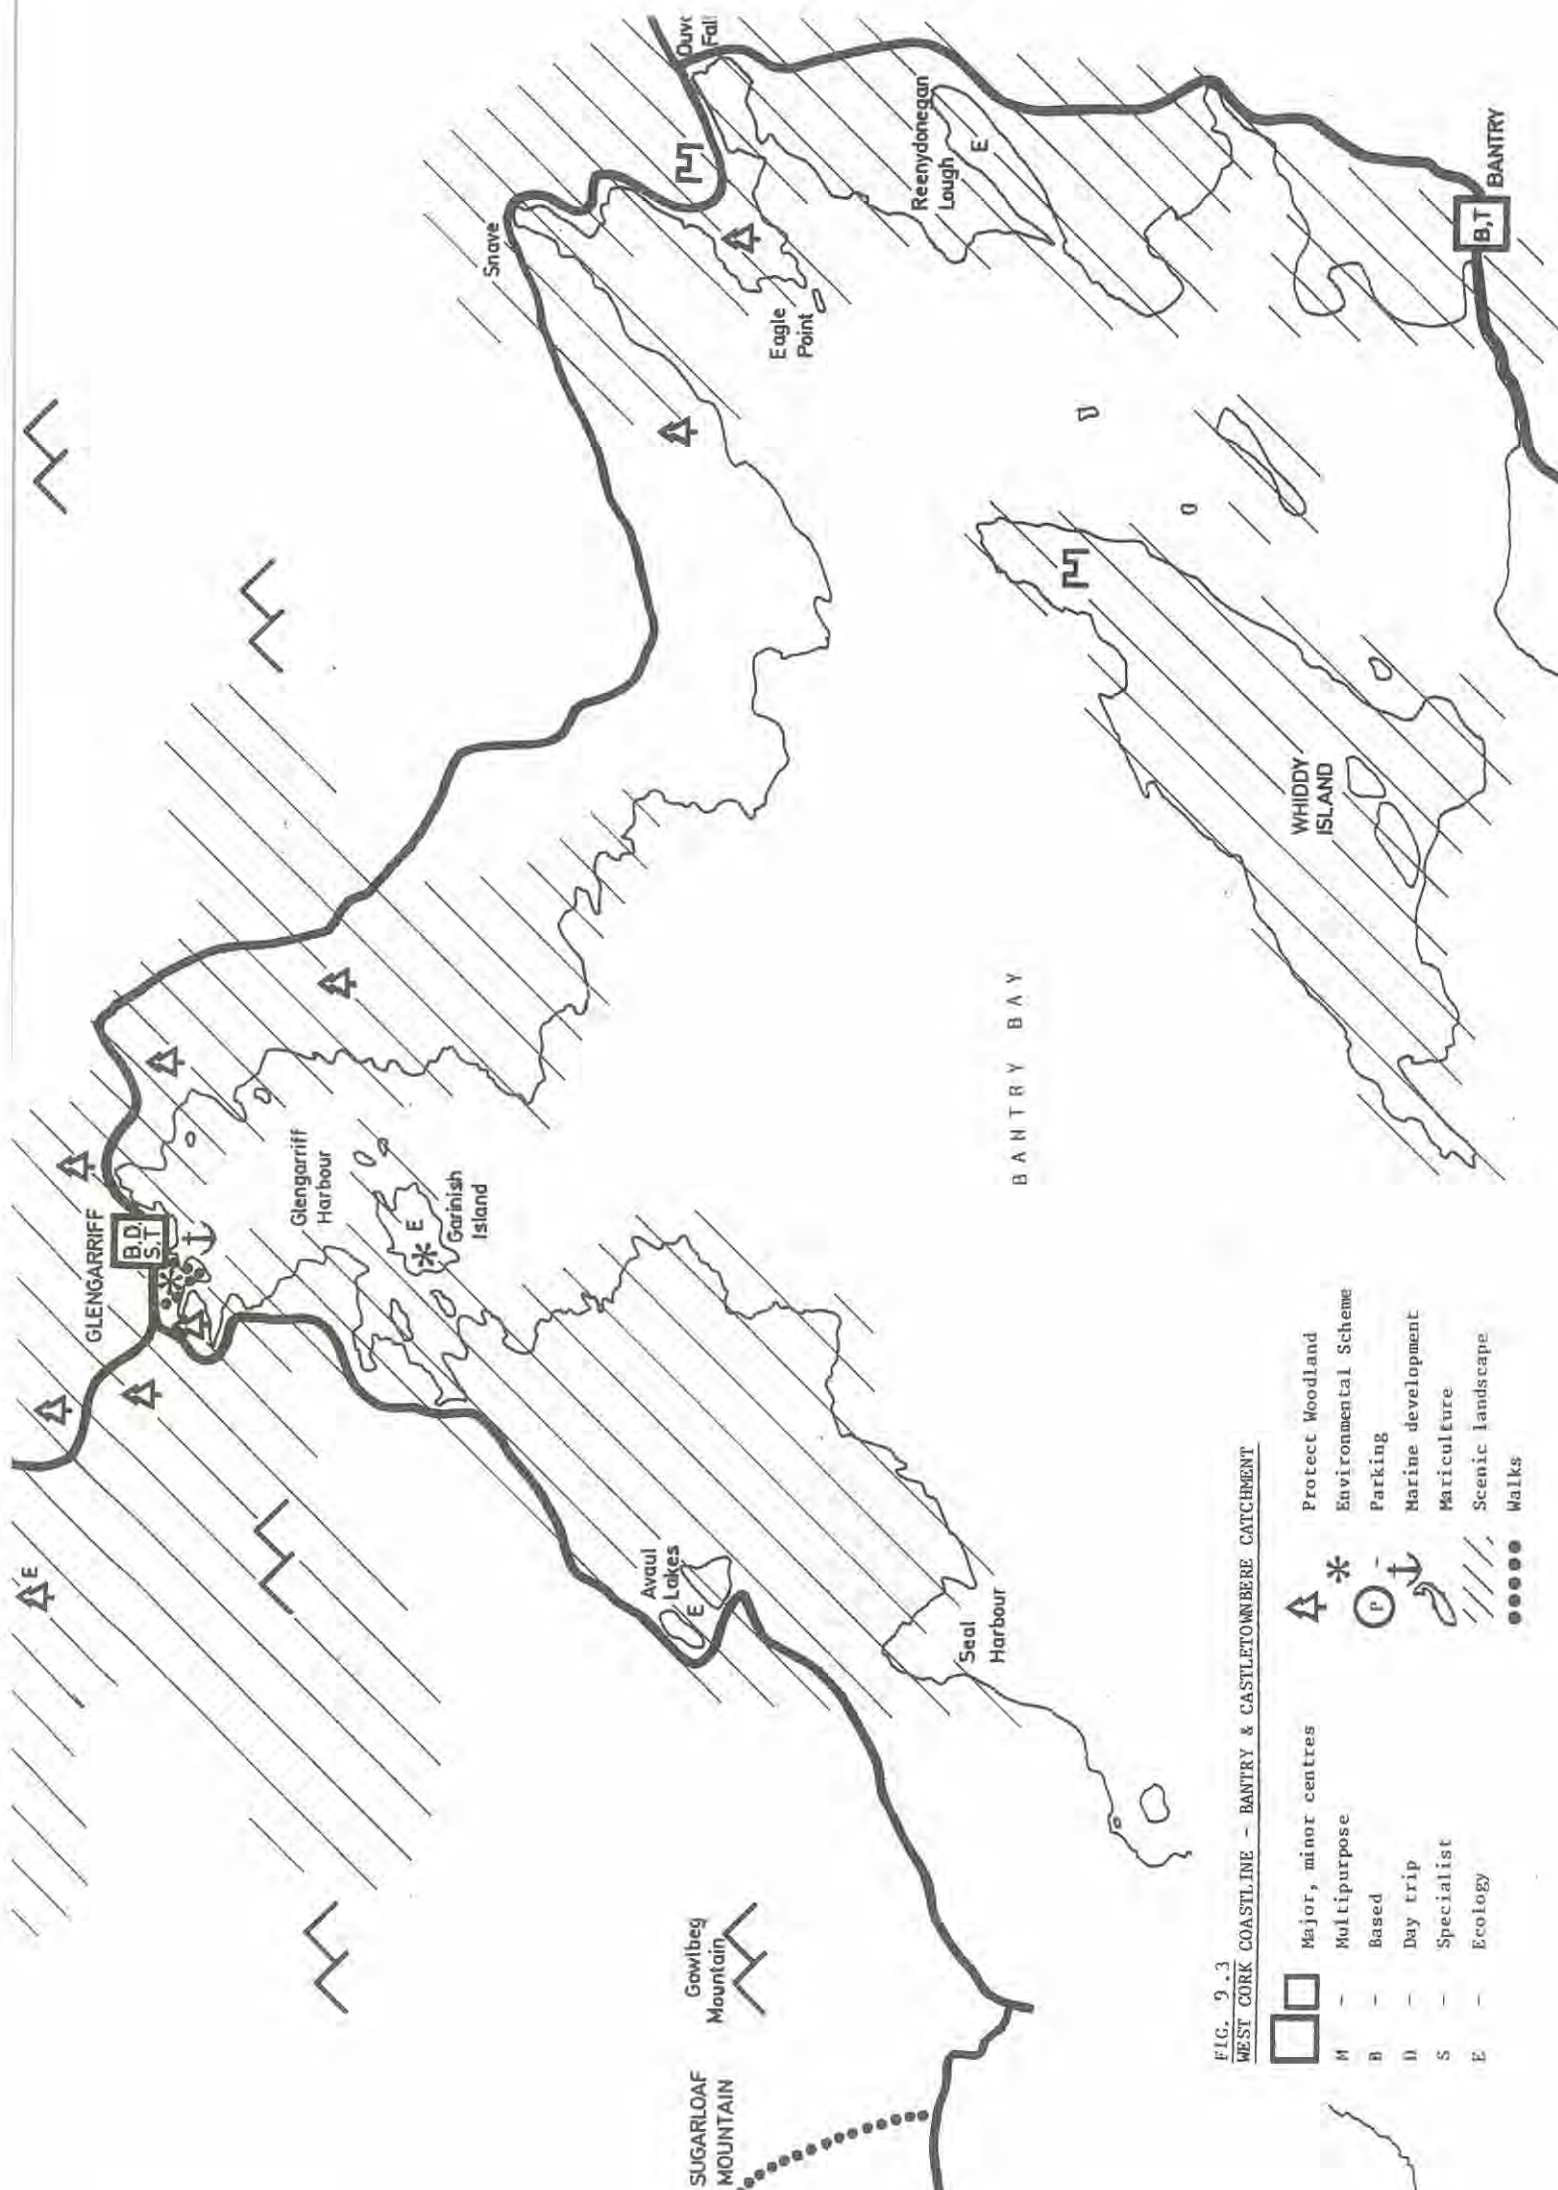 Ouv
Fall
Snave
Eagle
Point
Reenydonegan
Lough
E
B,T
BANTRY
GLENGARRIFF
B,D,
S,T
Glengarriff
Harbour
E
Garinish
Island
BANTRY BAY
WHIDDY
ISLAND
E
Avaul
Lakes
E
Seal
Harbour
Gowlbeg
Mountain
SUGARLOAF
MOUNTAIN
FIG. 9.3
WEST CORK COASTLINE - BANTRY & CASTLETOWNBERE CATCHMENT
Major, minor centres
M - Multipurpose
B - Based
D - Day trip
S - Specialist
E - Ecology
Protect Woodland
Environmental Scheme
P - Parking
Marine development
Mariculture
Scenic landscape
Walks